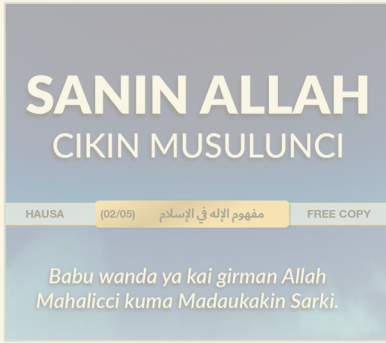 SANIN ALLAH
CIKIN MUSULUNCI
HAUSA (02/05) مفهوم الإله في الإسلام FREE COPY
Babu wanda ya kai girman Allah
Mahalicci kuma Madaukakin Sarki.